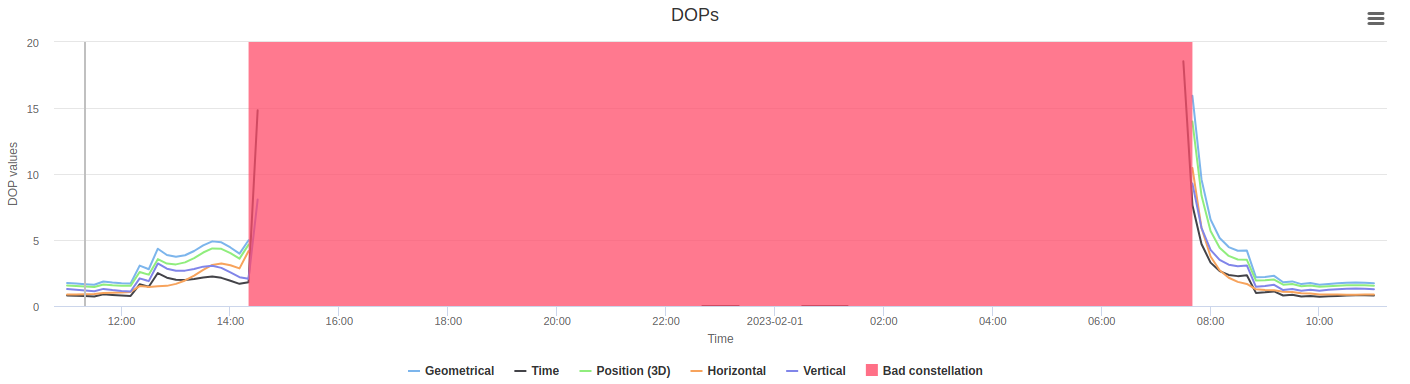 DOPs
DOP values
20
15
10
5
0
12:00 14:00 16:00 18:00 20:00 22:00 2023-02-01 02:00 04:00 06:00 08:00 10:00
Time
Geometrical Time Position (3D) Horizontal Vertical Bad constellation